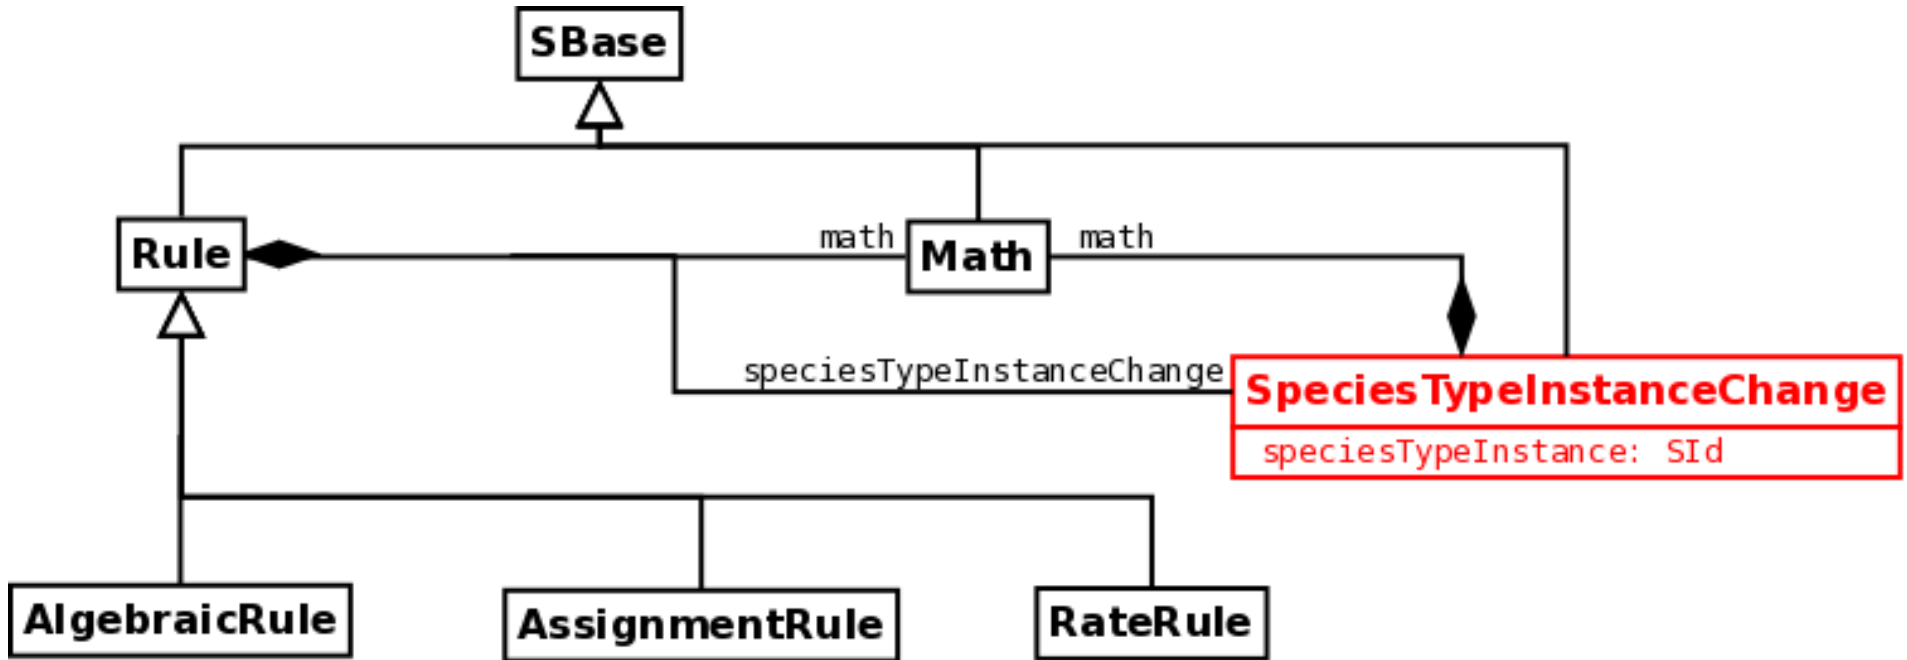 SBase
Rule
math
Math
math
speciesTypeInstanceChange
SpeciesTypeInstanceChange
speciesTypeInstance: SId
AlgebraicRule
AssignmentRule
RateRule